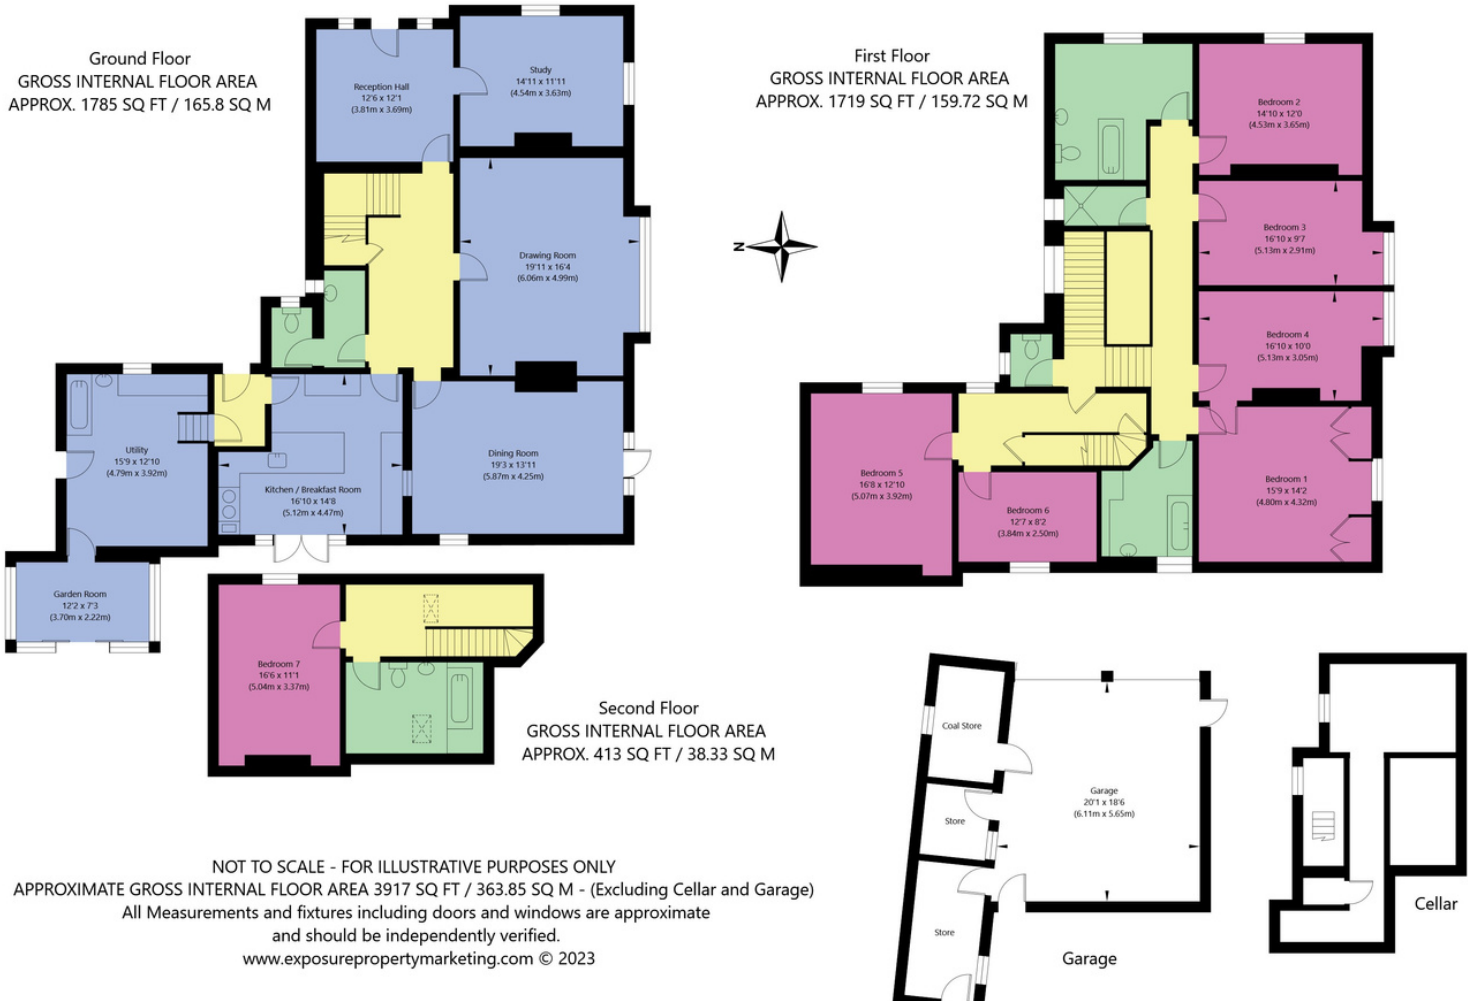 Ground Floor
GROSS INTERNAL FLOOR AREA
APPROX. 1785 SQ FT / 165.8 SQ M
Reception Hall
12'6 x 12'1
(3.81m x 3.69m)
Study
14'11 x 11'11
(4.54m x 3.63m)
Drawing Room
19'11 x 16'4
(6.06m x 4.99m)
Utility
15'9 x 12'10
(4.79m x 3.92m)
Kitchen / Breakfast Room
16'10 x 14'8
(5.12m x 4.47m)
Dining Room
19'3 x 13'11
(5.87m x 4.25m)
Garden Room
12'2 x 7'3
(3.70m x 2.22m)
First Floor
GROSS INTERNAL FLOOR AREA
APPROX. 1719 SQ FT / 159.72 SQ M
N
Bedroom 2
14'10 x 12'0
(4.53m x 3.65m)
Bedroom 3
16'10 x 9'7
(5.13m x 2.91m)
Bedroom 4
16'10 x 10'0
(5.13m x 3.05m)
Bedroom 5
16'8 x 12'10
(5.07m x 3.92m)
Bedroom 6
12'7 x 8'2
(3.84m x 2.50m)
Bedroom 1
15'9 x 14'2
(4.80m x 4.32m)
Bedroom 7
16'6 x 11'1
(5.04m x 3.37m)
Second Floor
GROSS INTERNAL FLOOR AREA
APPROX. 413 SQ FT / 38.33 SQ M
Coal Store
Store
Store
Garage
20'1 x 18'6
(6.11m x 5.65m)
Garage
Cellar
NOT TO SCALE - FOR ILLUSTRATIVE PURPOSES ONLY
APPROXIMATE GROSS INTERNAL FLOOR AREA 3917 SQ FT / 363.85 SQ M - (Excluding Cellar and Garage)
All Measurements and fixtures including doors and windows are approximate
and should be independently verified.
www.exposurepropertymarketing.com © 2023